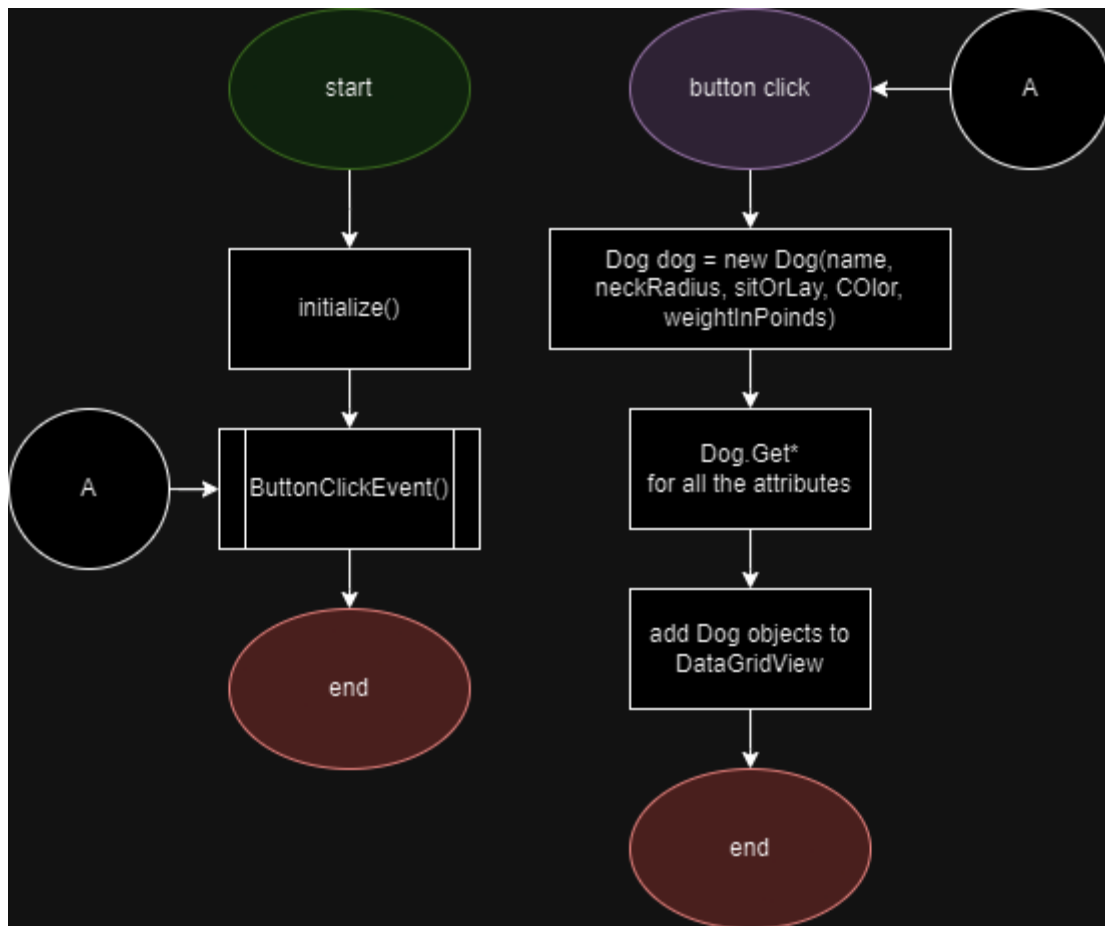 start
initialize()
A
ButtonClickEvent()
end
button click
A
Dog dog = new Dog(name,
neckRadius, sitOrLay, COlor,
weightInPoinds)
Dog.Get*
for all the attributes
add Dog objects to
DataGridView
end